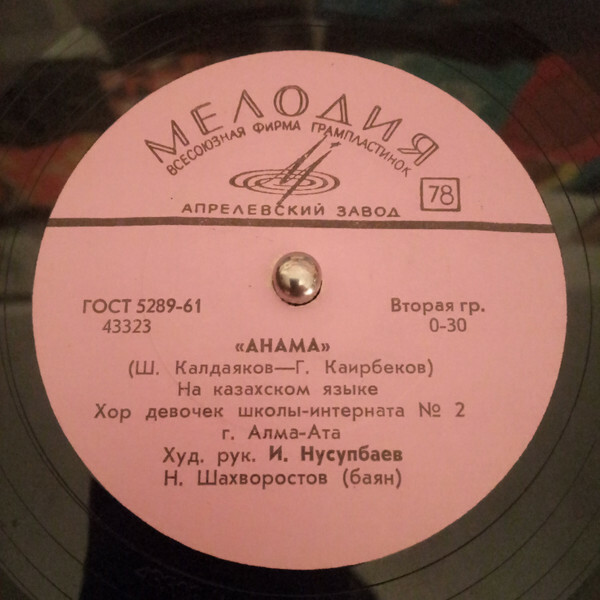 МЕЛОДИЯ
ВСЕСОЮЗНАЯ ФИРМА ГРАМПЛАСТИНОК
78
АПРЕЛЕВСКИЙ ЗАВОД
ГОСТ 5289-61 Вторая гр.
43323 0-30
«АНАМА»
(Ш. Калдаяков—Г. Каирбеков)
На казахском языке
Хор девочек школы-интерната № 2
г. Алма-Ата
Худ. рук. И. Нусупбаев
Н. Шахворостов (баян)